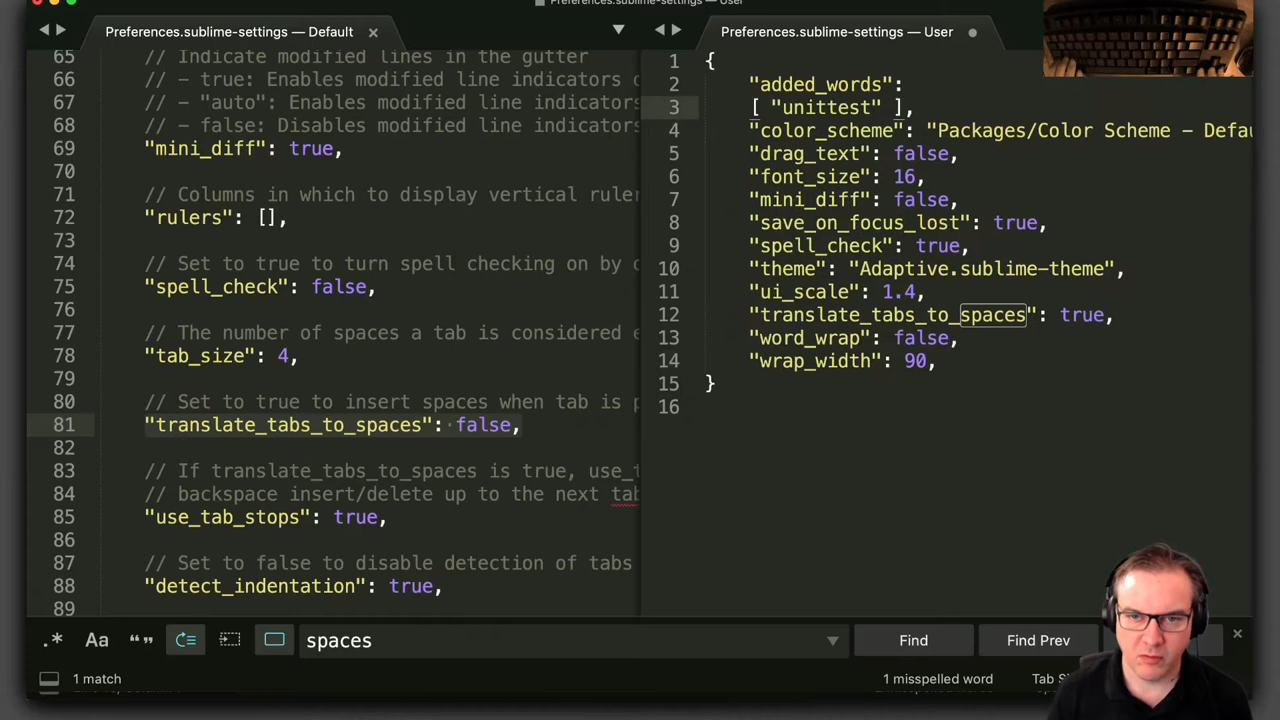 Preferences.sublime-settings — User
Preferences.sublime-settings — Default
65 // Indicate modified lines in the gutter
66 // - true: Enables modified line indicators
67 // - "auto": Enables modified line indicators
68 // - false: Disables modified line indicators
69 "mini_diff": true,
70
71 // Columns in which to display vertical ruler
72 "rulers": [],
73
74 // Set to true to turn spell checking on by
75 "spell_check": false,
76
77 // The number of spaces a tab is considered
78 "tab_size": 4,
79
80 // Set to true to insert spaces when tab is
81 "translate_tabs_to_spaces": false,
82
83 // If translate_tabs_to_spaces is true,
84 // backspace insert/delete up to the next tab
85 "use_tab_stops": true,
86
87 // Set to false to disable detection of tabs
88 "detect_indentation": true,
89
Preferences.sublime-settings — User
1 {
2 "added_words":
3 [ "unittest" ],
4 "color_scheme": "Packages/Color Scheme - Defa
5 "drag_text": false,
6 "font_size": 16,
7 "mini_diff": false,
8 "save_on_focus_lost": true,
9 "spell_check": true,
10 "theme": "Adaptive.sublime-theme",
11 "ui_scale": 1.4,
12 "translate_tabs_to_spaces": true,
13 "word_wrap": false,
14 "wrap_width": 90,
15 }
16
.* Aa “” spaces Find Find Prev
1 match 1 misspelled word Tab